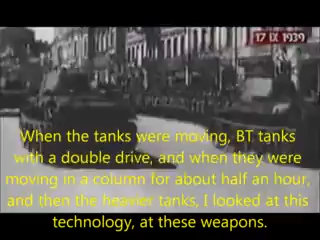 17 IX 1939
When the tanks were moving, BT tanks
with a double drive, and when they were
moving in a column for about half an hour,
and then the heavier tanks, I looked at this
technology, at these weapons.